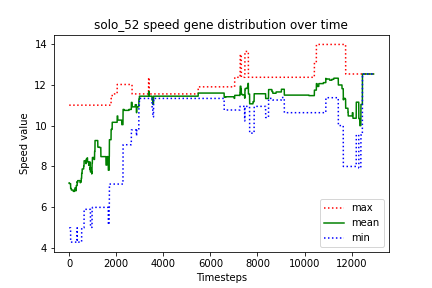 solo_52 speed gene distribution over time
14
12
10
8
6
4
Speed value
0
2000
4000
6000
8000
10000
12000
Timesteps
max
mean
min